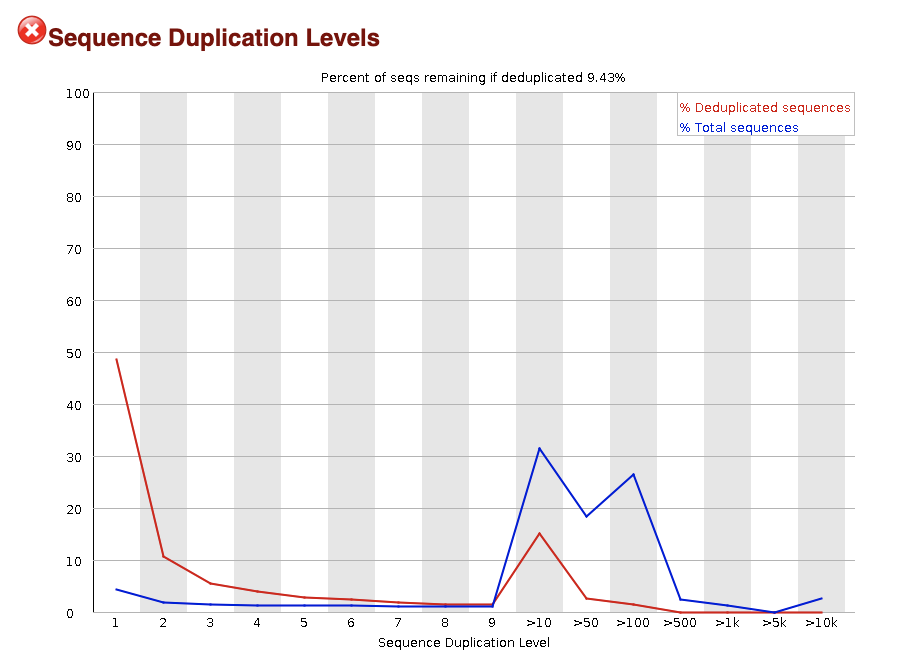 Sequence Duplication Levels
Percent of seqs remaining if deduplicated 9.43%
% Deduplicated sequences
% Total sequences
100
90
80
70
60
50
40
30
20
10
0
1 2 3 4 5 6 7 8 9 >10 >50 >100 >500 >1k >5k >10k
Sequence Duplication Level